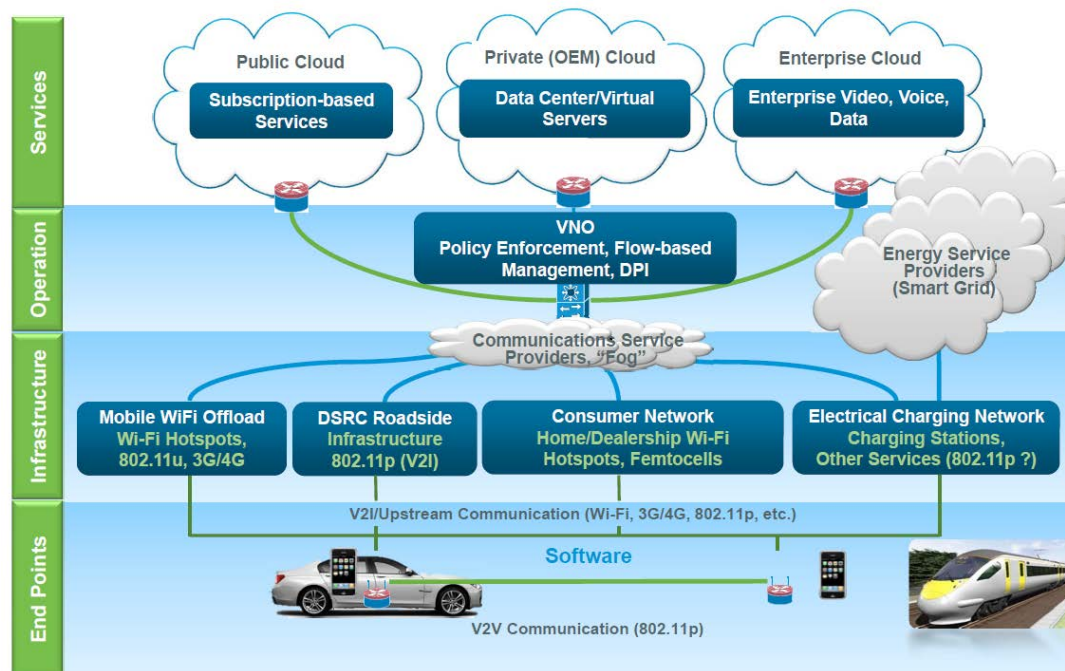 Services
Public Cloud
Subscription-based
Services
Private (OEM) Cloud
Data Center/Virtual
Servers
Enterprise Cloud
Enterprise Video, Voice,
Data
Operation
VNO
Policy Enforcement, Flow-based
Management, DPI
Energy Service
Providers
(Smart Grid)
Infrastructure
Communications Service
Providers, “Fog”
Mobile WiFi Offload
Wi-Fi Hotspots,
802.11u, 3G/4G
DSRC Roadside
Infrastructure
802.11p (V2I)
Consumer Network
Home/Dealership Wi-Fi
Hotspots, Femtocells
Electrical Charging Network
Charging Stations,
Other Services (802.11p ?)
End Points
V2I/Upstream Communication (Wi-Fi, 3G/4G, 802.11p, etc.)
Software
V2V Communication (802.11p)